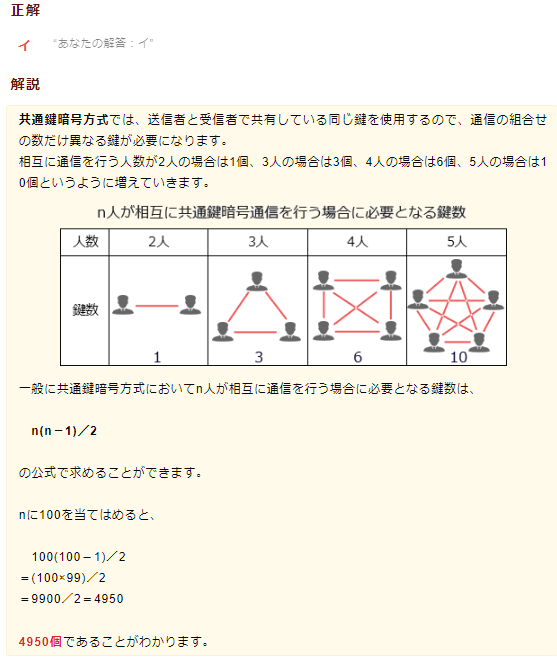 正解
イ “あなたの解答：イ”
解説
共通鍵暗号方式では、送信者と受信者で共有している同じ鍵を使用するので、通信の組合せ
の数だけ異なる鍵が必要になります。
相互に通信を行う人数が2人の場合は1個、3人の場合は3個、4人の場合は6個、5人の場合は1
0個というように増えていきます。
n人が相互に共通鍵暗号通信を行う場合に必要となる鍵数
人数 2人 3人 4人 5人
鍵数 1 3 6 10
一般に共通鍵暗号方式においてn人が相互に通信を行う場合に必要となる鍵数は、
n(n－1)／2
の公式で求めることができます。
nに100を当てはめると、
100(100－1)／2
＝(100×99)／2
＝9900／2＝4950
4950個であることがわかります。